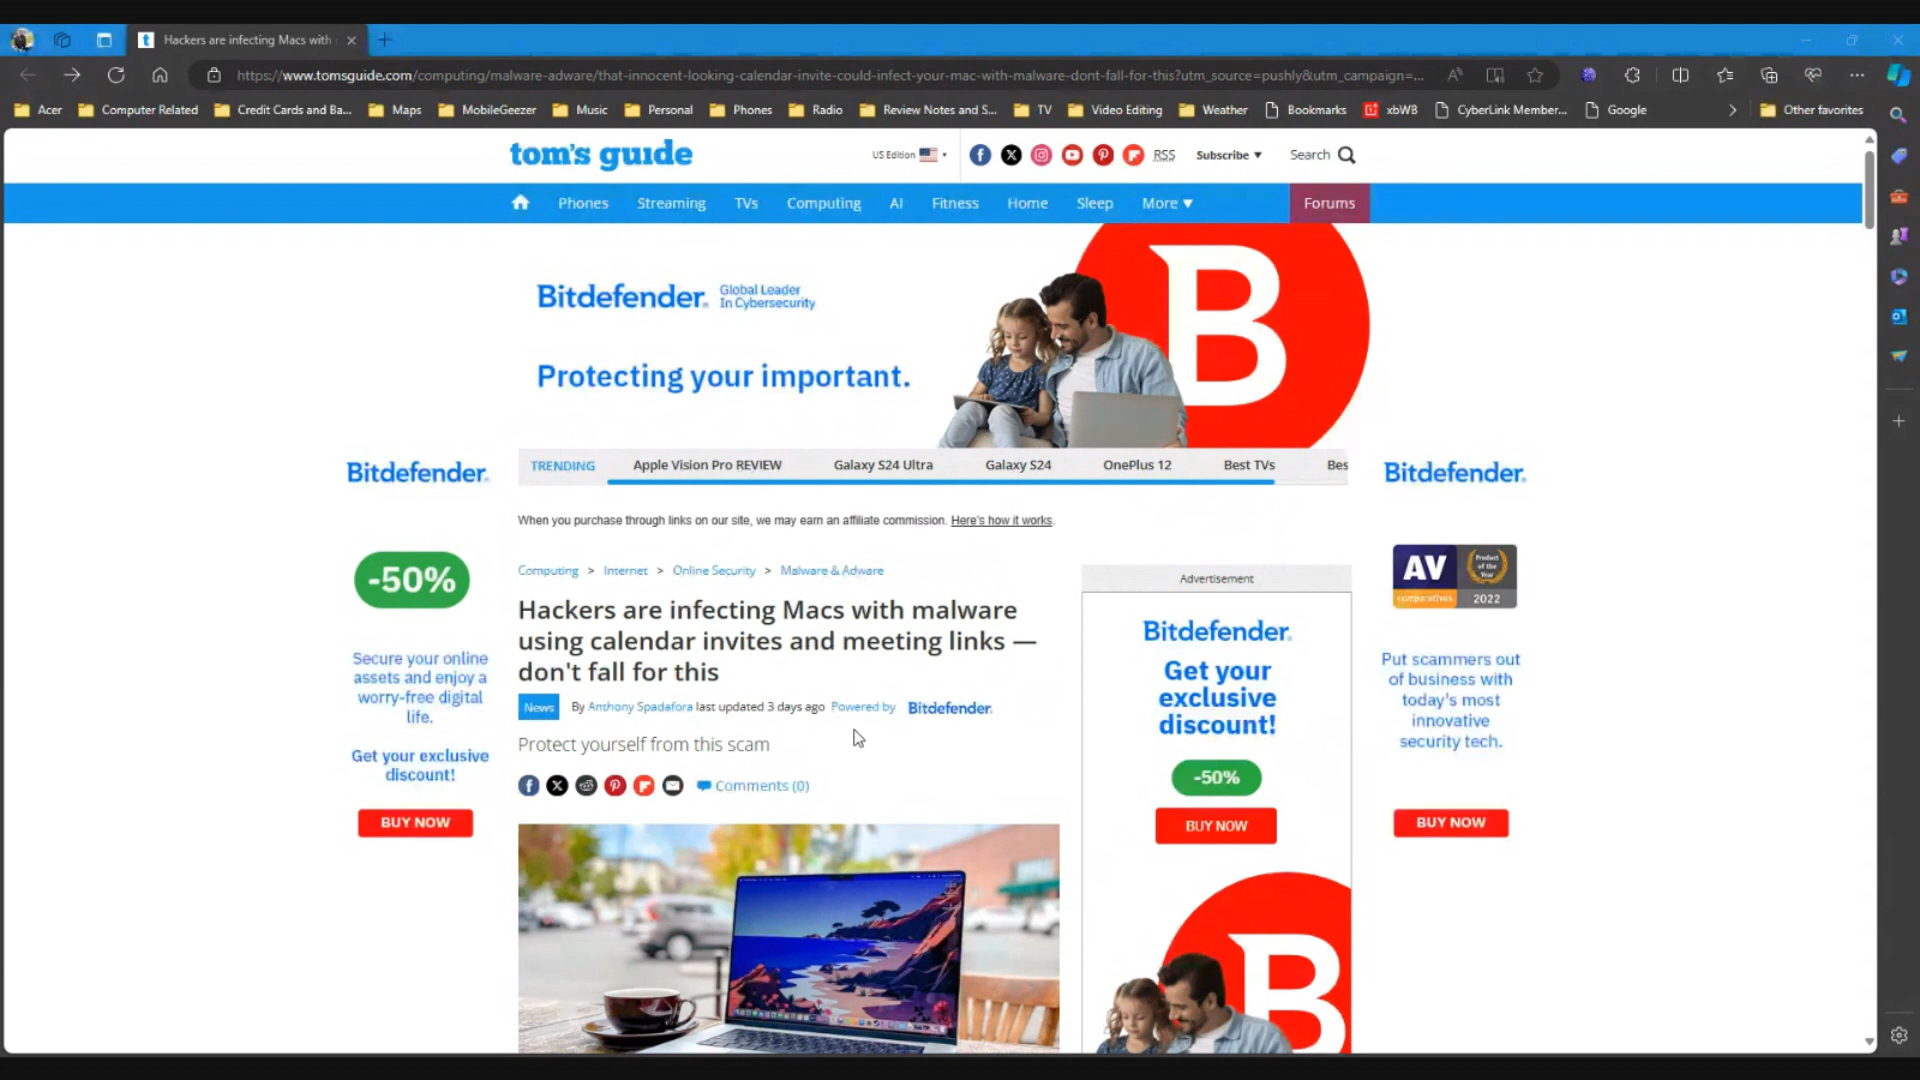 Hackers are infecting Macs with
https://www.tomsguide.com/computing/malware-adware/that-innocent-looking-calendar-invite-could-infect-your-mac-with-malware-dont-fall-for-this?utm_source=pushly&utm_campaign=...
Acer Computer Related Credit Cards and Ba... Maps MobileGeezer Music Personal Phones Radio Review Notes and S... TV Video Editing Weather Bookmarks xbWB CyberLink Member... Google Other favorites
tom's guide
US Edition
RSS
Subscribe
Search
Phones Streaming TVs Computing AI Fitness Home Sleep More Forums
Bitdefender. Global Leader
In Cybersecurity
B
Protecting your important.
TRENDING Apple Vision Pro REVIEW Galaxy S24 Ultra Galaxy S24 OnePlus 12 Best TVs Bes
When you purchase through links on our site, we may earn an affiliate commission. Here's how it works.
Computing > Internet > Online Security > Malware & Adware
Hackers are infecting Macs with malware
using calendar invites and meeting links —
don't fall for this
News By Anthony Spadafora last updated 3 days ago Powered by Bitdefender.
Protect yourself from this scam
Comments (0)
Bitdefender.
-50%
Secure your online
assets and enjoy a
worry-free digital
life.
Get your exclusive
discount!
BUY NOW
Advertisement
Bitdefender.
Get your
exclusive
discount!
-50%
BUY NOW
B
Bitdefender.
AV
comparatives
Product
of the
Year
2022
Put scammers out
of business with
today's most
innovative
security tech.
BUY NOW